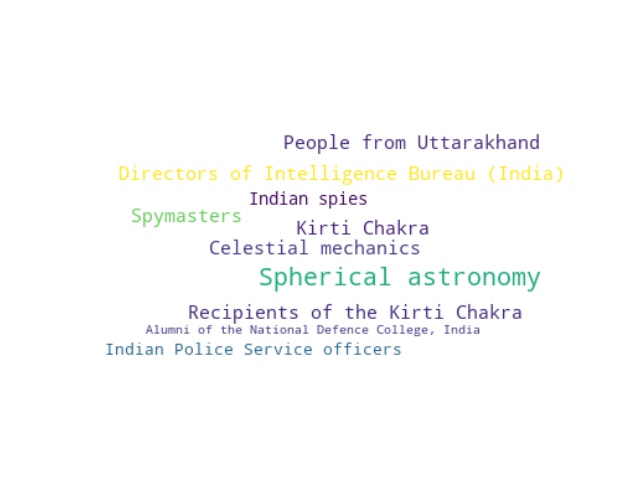 People from Uttarakhand
Directors of Intelligence Bureau (India)
Indian spies
Spymasters
Kirti Chakra
Celestial mechanics
Spherical astronomy
Recipients of the Kirti Chakra
Alumni of the National Defence College, India
Indian Police Service officers